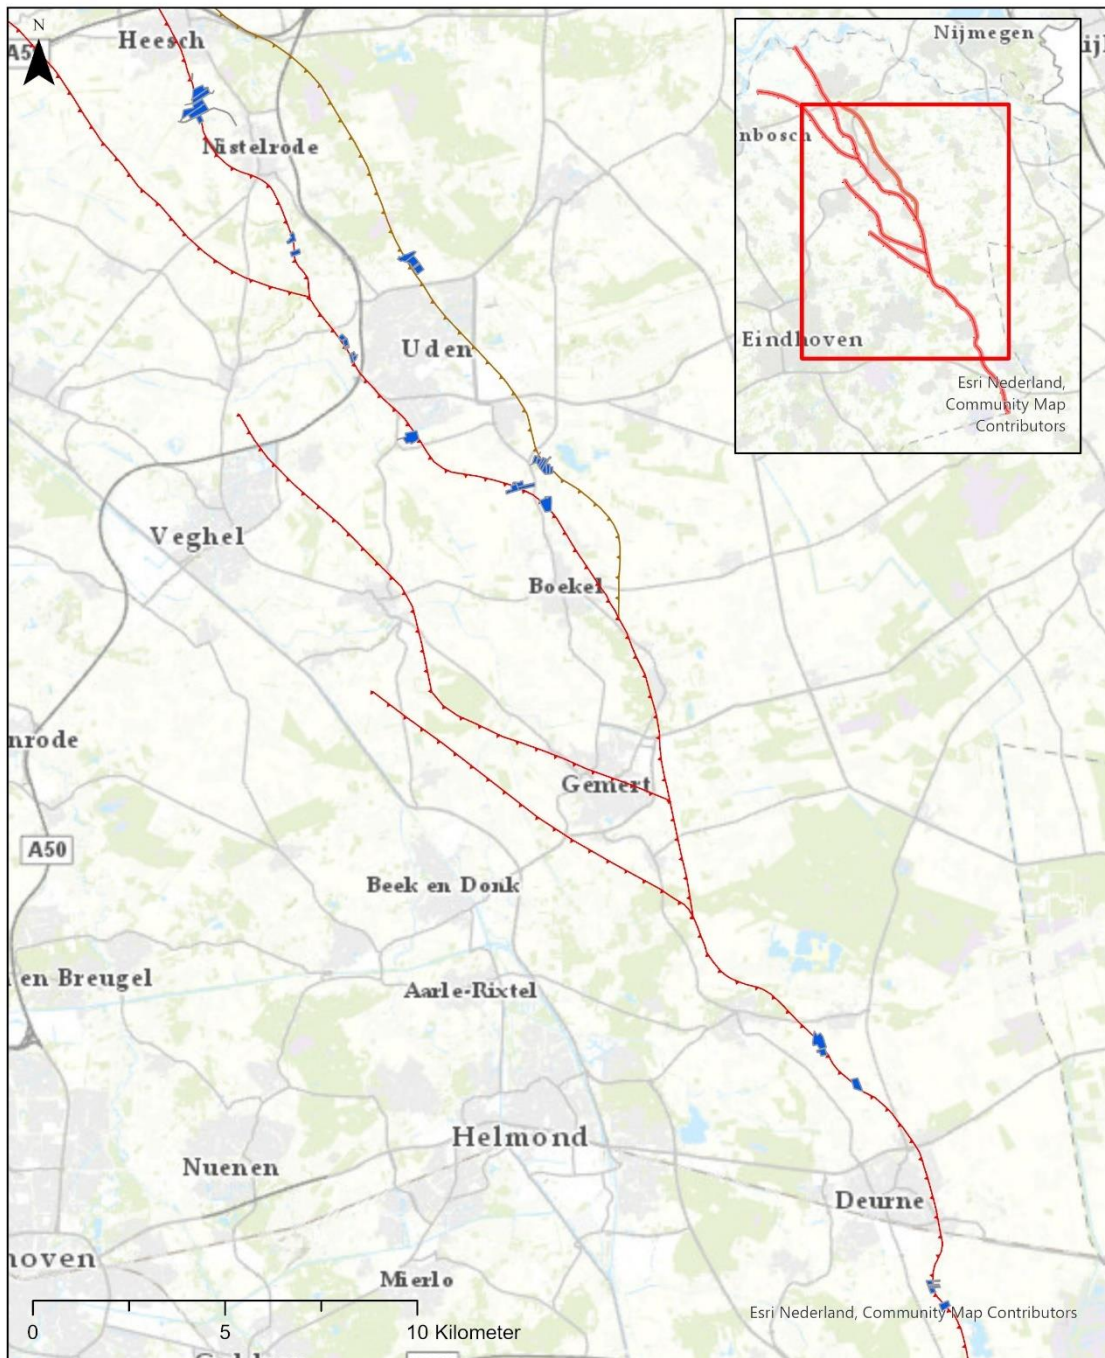 N
Heesch
Nijmegen
A5
nbosch
Nistelrode
Eindhoven
Uden
Esri Nederland,
Community Map
Contributors
Veghel
Boekel
nrode
Gemert
A50
Beek en Donk
en Breugel
Aarle-Rixtel
Helmond
Nuenen
Deurne
hoven
Mierlo
Esri Nederland, Community Map Contributors
0 5 10 Kilometer